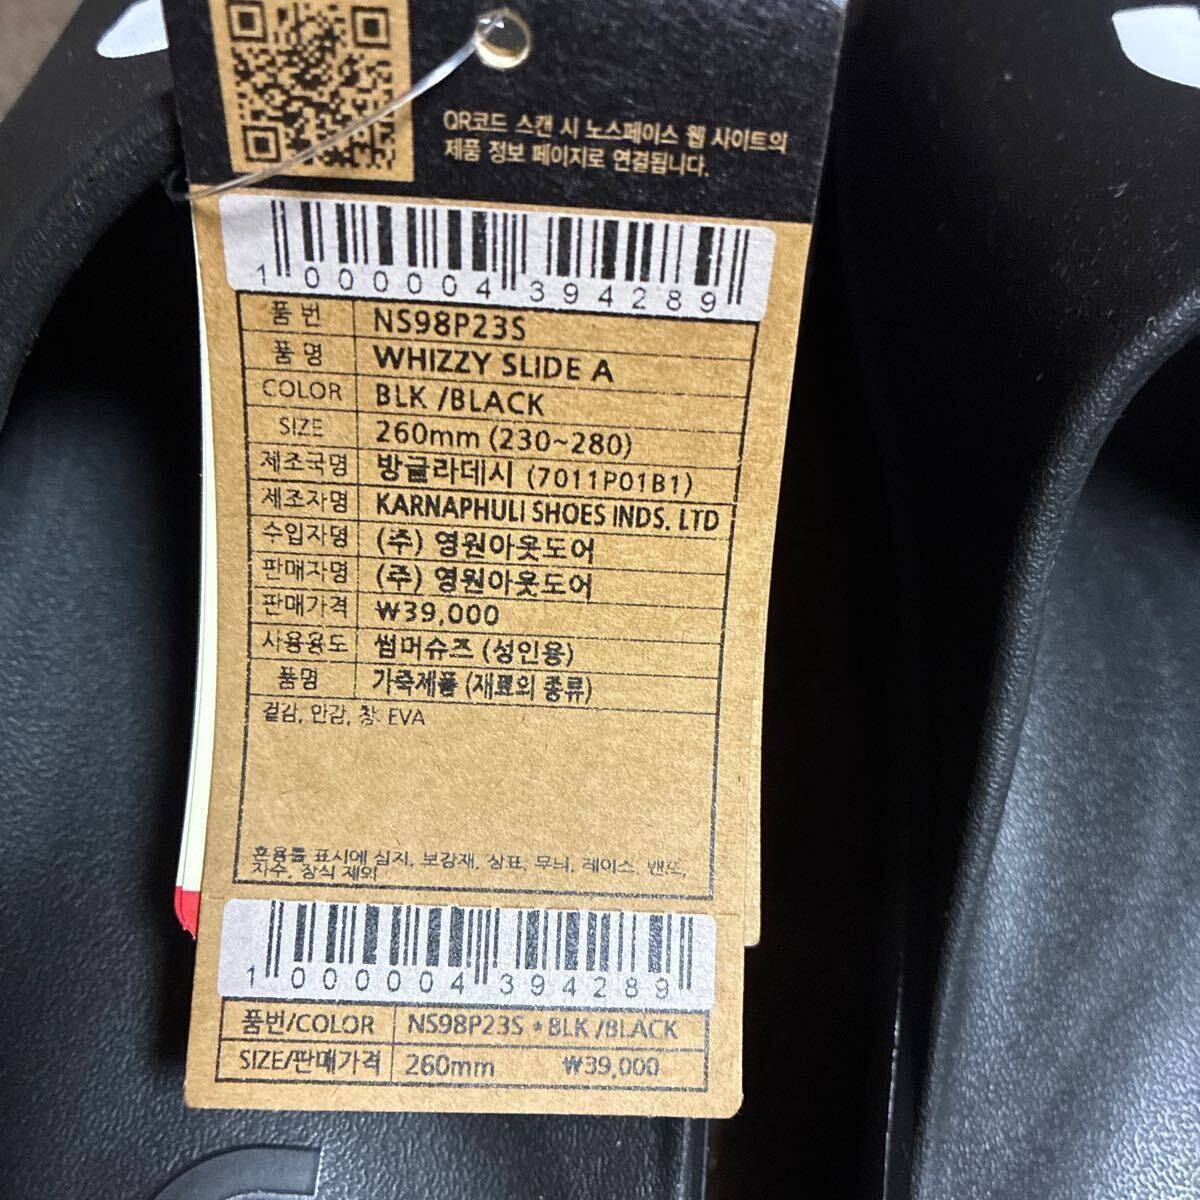 QR코드 스캔 시 노스페이스 웹 사이트의
제품 정보 페이지로 연결됩니다.
1000004394289
품 번 NS98P23S
품 명 WHIZZY SLIDE A
COLOR BLK /BLACK
SIZE 260mm (230~280)
제조국명 방글라데시 (7011P01B1)
제조자명 KARNAPHULI SHOES INDS. LTD
수입자명 (주) 영원아웃도어
판매자명 (주) 영원아웃도어
판매가격 ₩39,000
사용용도 썸머슈즈 (성인용)
품명 가죽제품 (재료의 종류)
겉감, 안감, 창: EVA
혼용률 표시에 심지, 보강재, 상표, 무늬, 레이스, 밴드,
자수, 장식 제외
1000004394289
품번/COLOR NS98P23S * BLK /BLACK
SIZE/판매가격 260mm ₩39,000